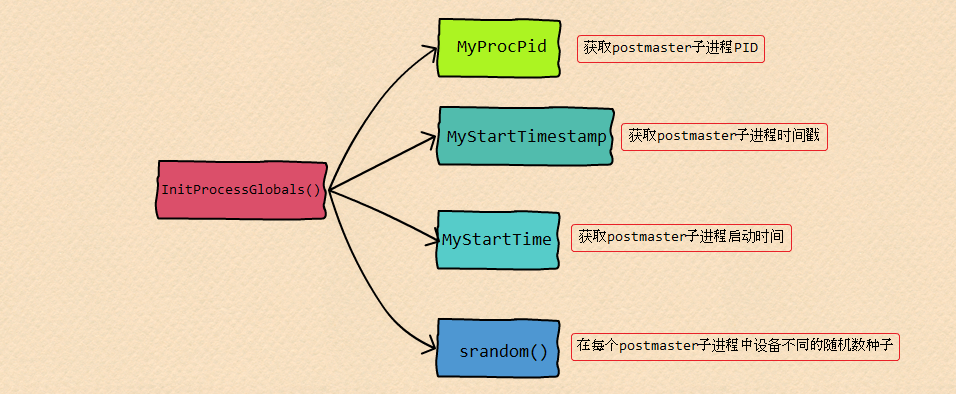 MyProcPid
获取postmaster子进程PID
MyStartTimestamp
获取postmaster子进程时间戳
InitProcessGlobals()
MyStartTime
获取postmaster子进程启动时间
srandom()
在每个postmaster子进程中设备不同的随机数种子